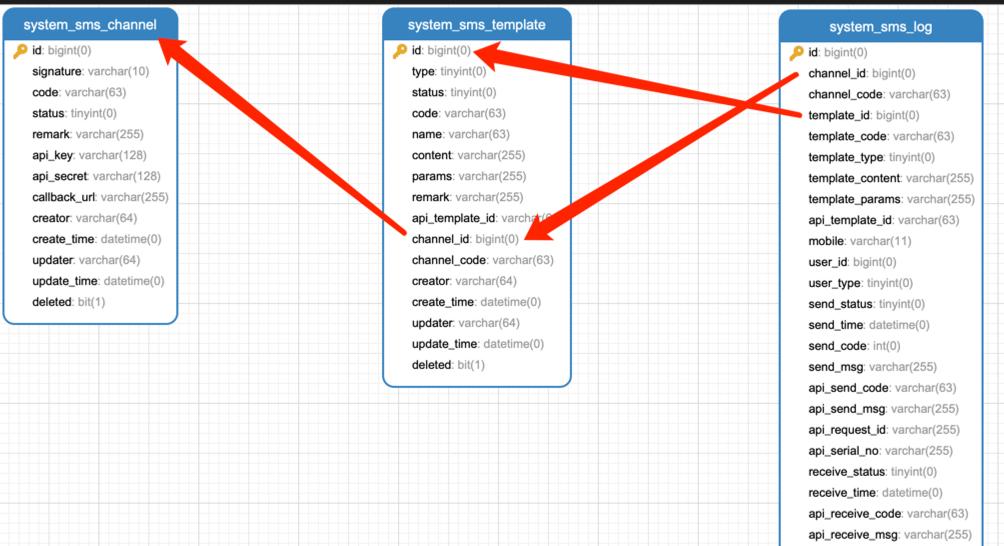 system_sms_channel
id: bigint(0)
signature: varchar(10)
code: varchar(63)
status: tinyint(0)
remark: varchar(255)
api_key: varchar(128)
api_secret: varchar(128)
callback_url: varchar(255)
creator: varchar(64)
create_time: datetime(0)
updater: varchar(64)
update_time: datetime(0)
deleted: bit(1)
system_sms_template
id: bigint(0)
type: tinyint(0)
status: tinyint(0)
code: varchar(63)
name: varchar(63)
content: varchar(255)
params: varchar(255)
remark: varchar(255)
api_template_id:
channel_id: bigint(0)
channel_code: varchar(63)
creator: varchar(64)
create_time: datetime(0)
updater: varchar(64)
update_time: datetime(0)
deleted: bit(1)
system_sms_log
id: bigint(0)
channel_id: bigint(0)
channel_code: varchar(63)
template_id: bigint(0)
template_code: varchar(63)
template_type: tinyint(0)
template_content: varchar(255)
template_params: varchar(255)
api_template_id: varchar(63)
mobile: varchar(11)
user_id: bigint(0)
user_type: tinyint(0)
send_status: tinyint(0)
send_time: datetime(0)
send_code: int(0)
send_msg: varchar(255)
api_send_code: varchar(63)
api_send_msg: varchar(255)
api_request_id: varchar(255)
api_serial_no: varchar(255)
receive_status: tinyint(0)
receive_time: datetime(0)
api_receive_code: varchar(63)
api_receive_msg: varchar(255)